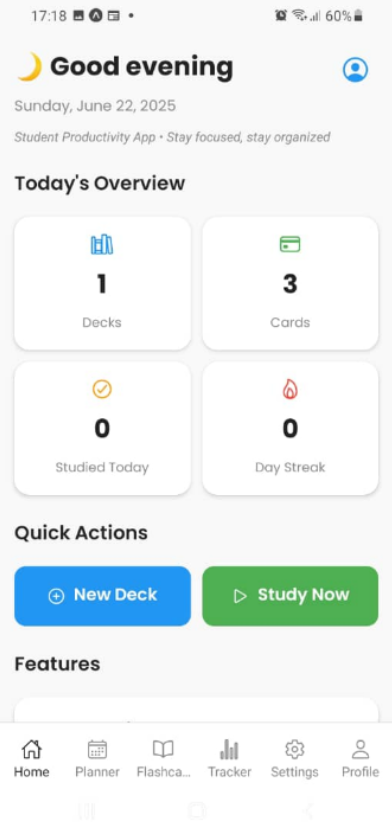 17:18
60%
Good evening
Sunday, June 22, 2025
Student Productivity App • Stay focused, stay organized
Today's Overview
1
Decks
3
Cards
0
Studied Today
0
Day Streak
Quick Actions
New Deck
Study Now
Features
Home
Planner
Flashca...
Tracker
Settings
Profile